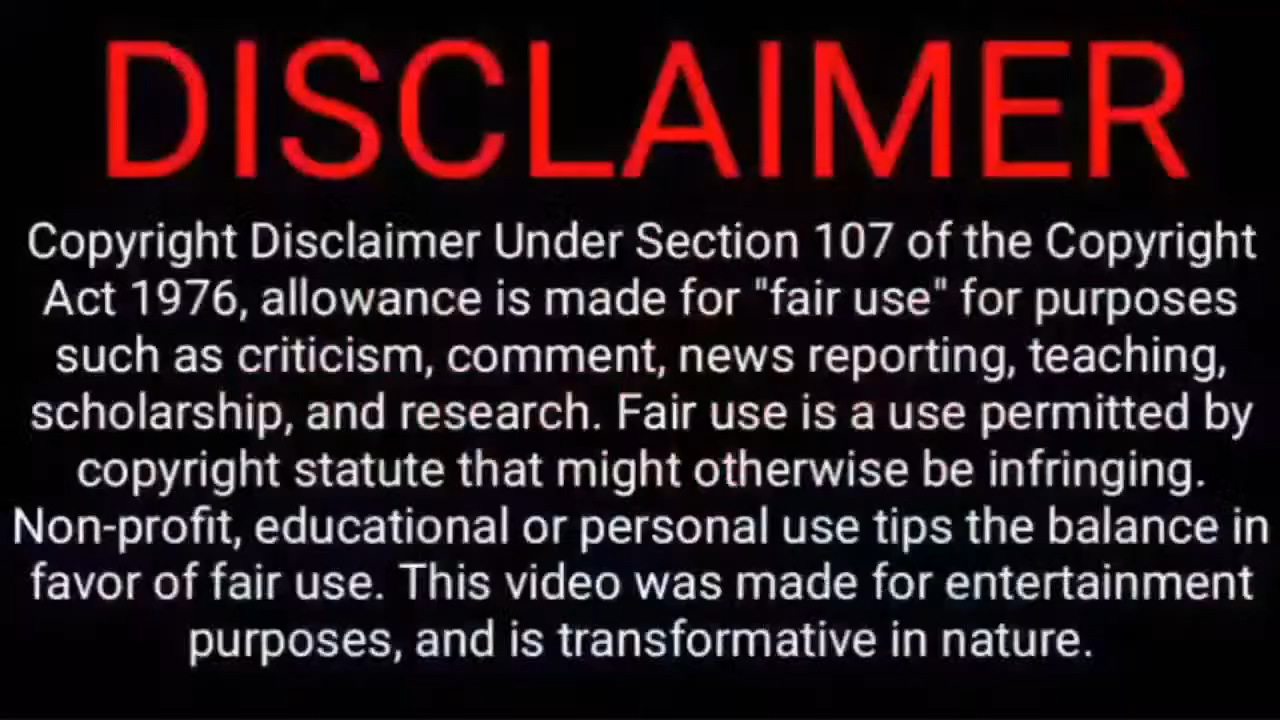 DISCLAIMER
Copyright Disclaimer Under Section 107 of the Copyright
Act 1976, allowance is made for "fair use" for purposes
such as criticism, comment, news reporting, teaching,
scholarship, and research. Fair use is a use permitted by
copyright statute that might otherwise be infringing.
Non-profit, educational or personal use tips the balance in
favor of fair use. This video was made for entertainment
purposes, and is transformative in nature.